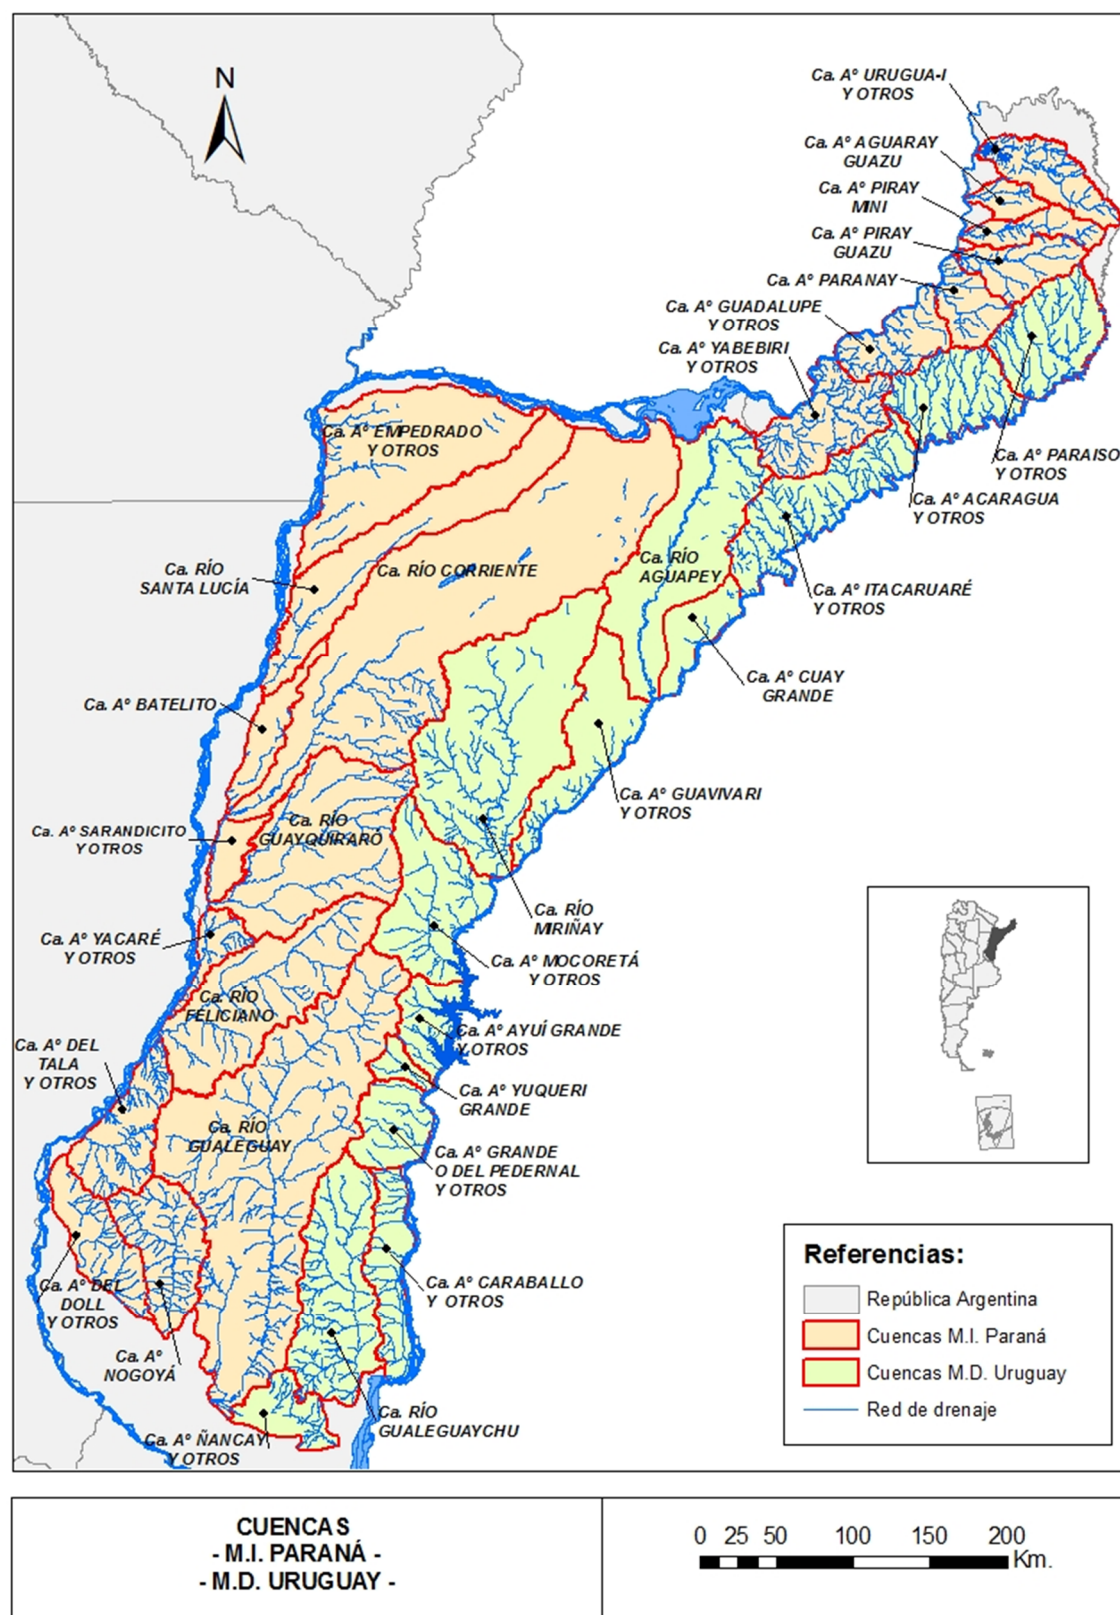 N
Ca. Aº URUGUA-I
Y OTROS
Ca. Aº AGUARAY
GUAZU
Ca. Aº PIRAY
MINI
Ca. Aº PIRAY
GUAZU
Ca. Aº PARANAY
Ca. Aº GUADALUPE
Y OTROS
Ca. Aº YABEBIRI
Y OTROS
Ca. Aº EMPEDRADO
Y OTROS
Ca. Aº PARAISO
Y OTROS
Ca. Aº ACARAGUA
Y OTROS
Ca. RÍO
SANTA LUCÍA
Ca. RÍO CORRIENTE
Ca. RÍO
AGUAPEY
Ca. Aº ITACARUARÉ
Y OTROS
Ca. Aº CUAY
GRANDE
Ca. Aº BATELITO
Ca. Aº GUAVIVARI
Y OTROS
Ca. Aº SARANDICITO
Y OTROS
Ca. RÍO
GUAYQUIRARÓ
Ca. RÍO
MIRIÑAY
Ca. Aº YACARÉ
Y OTROS
Ca. Aº MOCORETÁ
Y OTROS
Ca. RÍO
FELICIANO
Ca. Aº AYUÍ GRANDE
Y OTROS
Ca. Aº DEL
TALA
Y OTROS
Ca. Aº YUQUERI
GRANDE
Ca. RÍO
GUALEGUAY
Ca. Aº GRANDE
O DEL PEDERNAL
Y OTROS
Ca. Aº CARABALLO
Y OTROS
Ca. Aº DEL
DOLL
Y OTROS
Ca. Aº
NOGOYÁ
Ca. RÍO
GUALEGUAYCHU
Ca. Aº ÑANCAY
Y OTROS
Referencias:
República Argentina
Cuencas M.I. Paraná
Cuencas M.D. Uruguay
Red de drenaje
CUENCAS
- M.I. PARANÁ -
- M.D. URUGUAY -
0 25 50 100 150 200
Km.